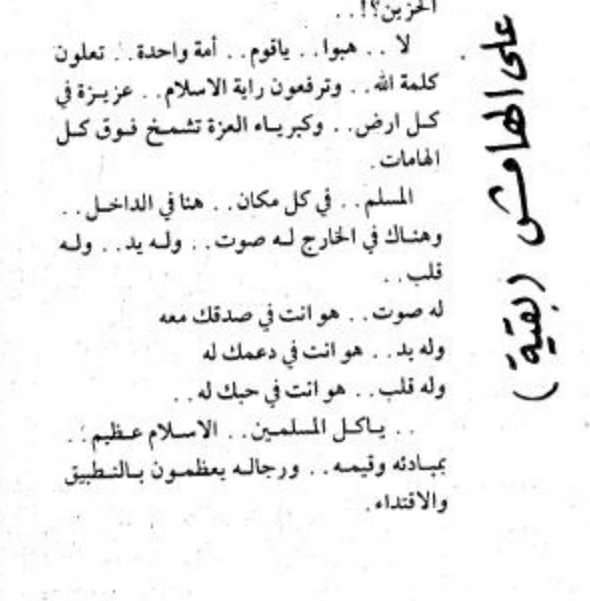 على الهامش (بقية)
الحزين؟!..
لا .. هبوا.. ياقوم.. أمة واحدة.. تعلون
كلمة الله.. وترفعون راية الاسلام.. عزيزة في
كل ارض.. وكبرياء العزة تشمخ فوق كل
الهامات.
المسلم.. في كل مكان.. هنا في الداخل..
وهناك في الخارج له صوت.. وله يد.. وله
قلب..
له صوت.. هو انت في صدقك معه
وله يد.. هو انت في دعمك له
وله قلب.. هو انت في حبك له..
.. ياكل المسلمين.. الاسلام عظيم..
بمبادئه وقيمه.. ورجاله يعظمون بالتطبيق
والاقتداء.